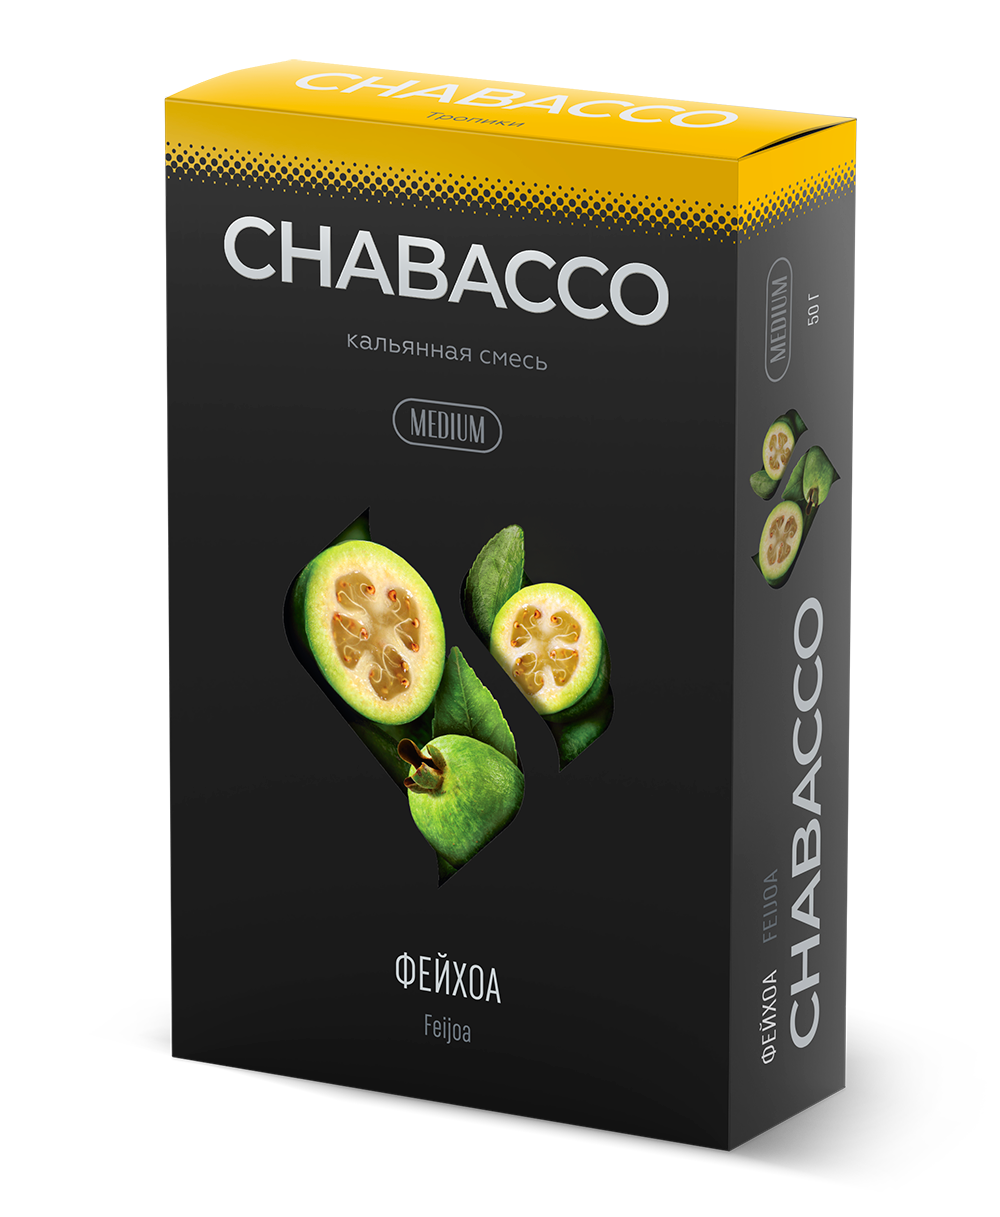 CHABACCO
Тропики
CHABACCO
кальянная смесь
MEDIUM
ФЕЙХОА
Feijoa
MEDIUM
50 Г
ФЕЙХОА FEIJOA
CHABACCO